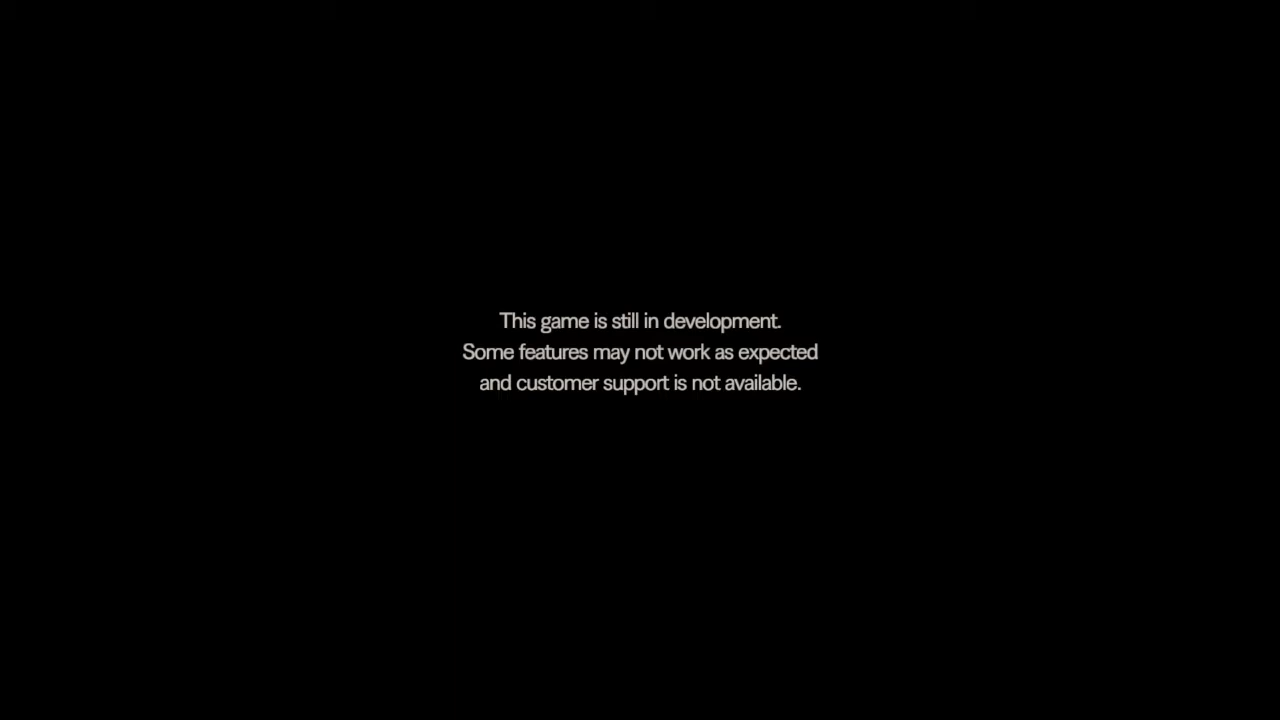 This game is still in development.
Some features may not work as expected
and customer support is not available.